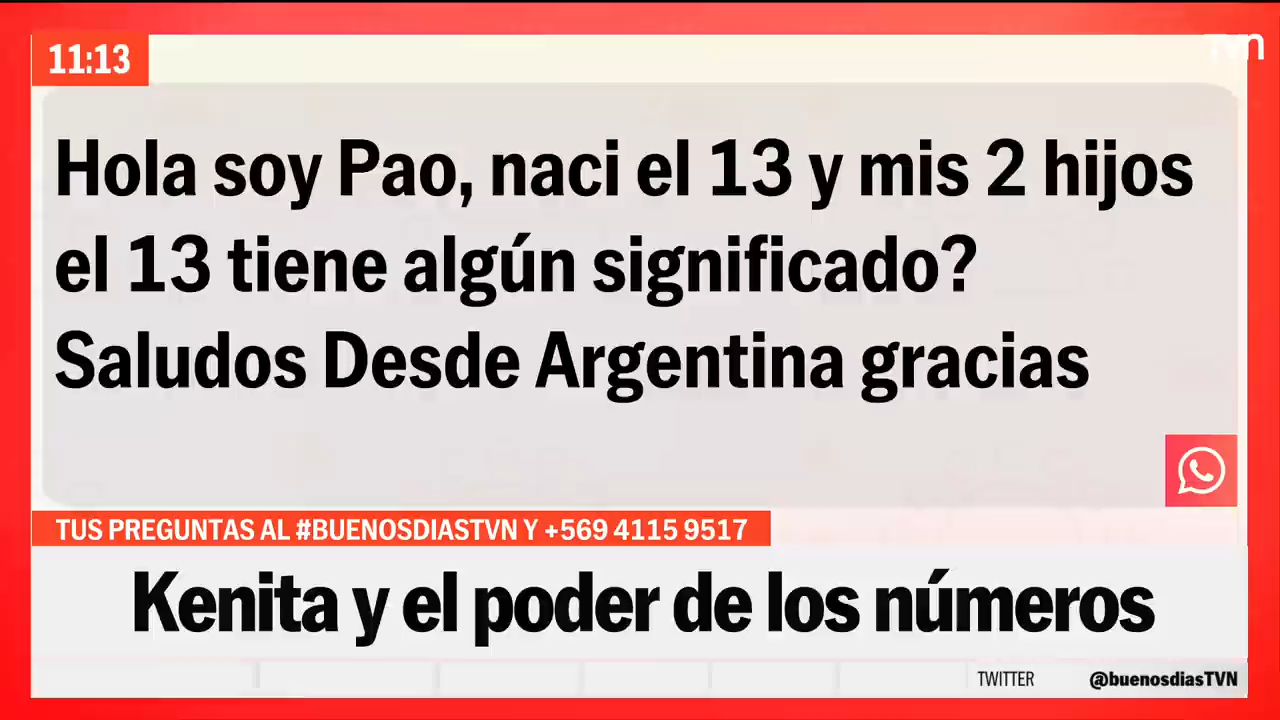 11:13
TVN
Hola soy Pao, naci el 13 y mis 2 hijos
el 13 tiene algún significado?
Saludos Desde Argentina gracias
TUS PREGUNTAS AL #BUENOSDIASTVN Y +569 4115 9517
Kenita y el poder de los números
TWITTER @buenosdiasTVN